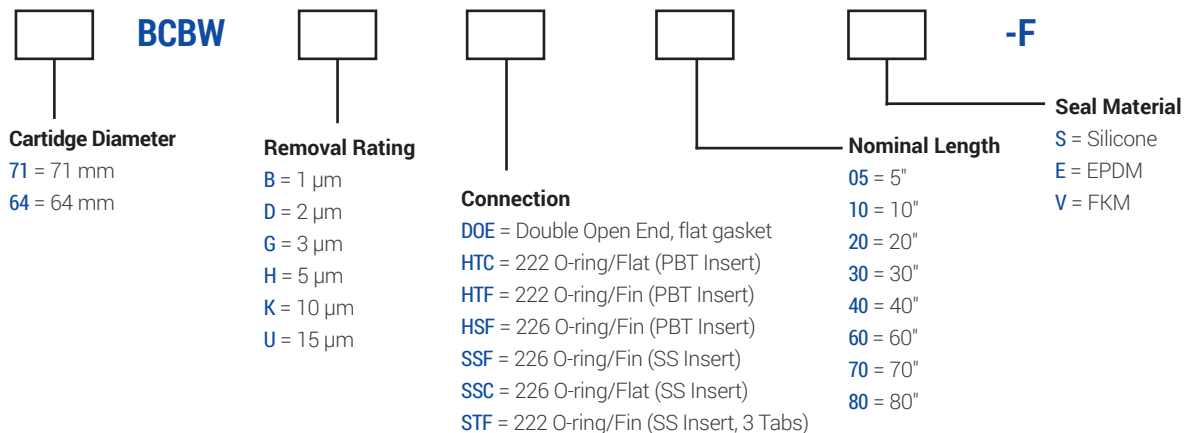 BCBW
-F
Cartidge Diameter
71 = 71 mm
64 = 64 mm
Removal Rating
B = 1 µm
D = 2 µm
G = 3 µm
H = 5 µm
K = 10 µm
U = 15 µm
Connection
DOE = Double Open End, flat gasket
HTC = 222 O-ring/Flat (PBT Insert)
HTF = 222 O-ring/Fin (PBT Insert)
HSF = 226 O-ring/Fin (PBT Insert)
SSF = 226 O-ring/Fin (SS Insert)
SSC = 226 O-ring/Flat (SS Insert)
STF = 222 O-ring/Fin (SS Insert, 3 Tabs)
Nominal Length
05 = 5"
10 = 10"
20 = 20"
30 = 30"
40 = 40"
60 = 60"
70 = 70"
80 = 80"
Seal Material
S = Silicone
E = EPDM
V = FKM